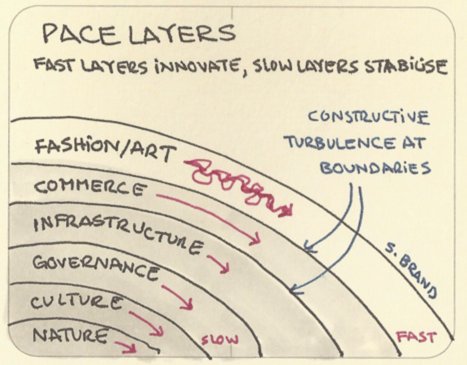 PACE LAYERS
FAST LAYERS INNOVATE, SLOW LAYERS STABILISE
CONSTRUCTIVE
TURBULENCE AT
BOUNDARIES
FASHION/ART
COMMERCE
INFRASTRUCTURE
GOVERNANCE
CULTURE
NATURE
SLOW
FAST
S. BRAND